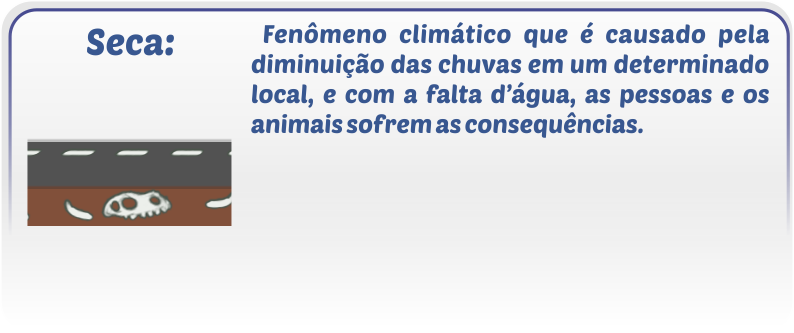 Seca:
Fenômeno climático que é causado pela
diminuição das chuvas em um determinado
local, e com a falta d’água, as pessoas e os
animais sofrem as consequências.